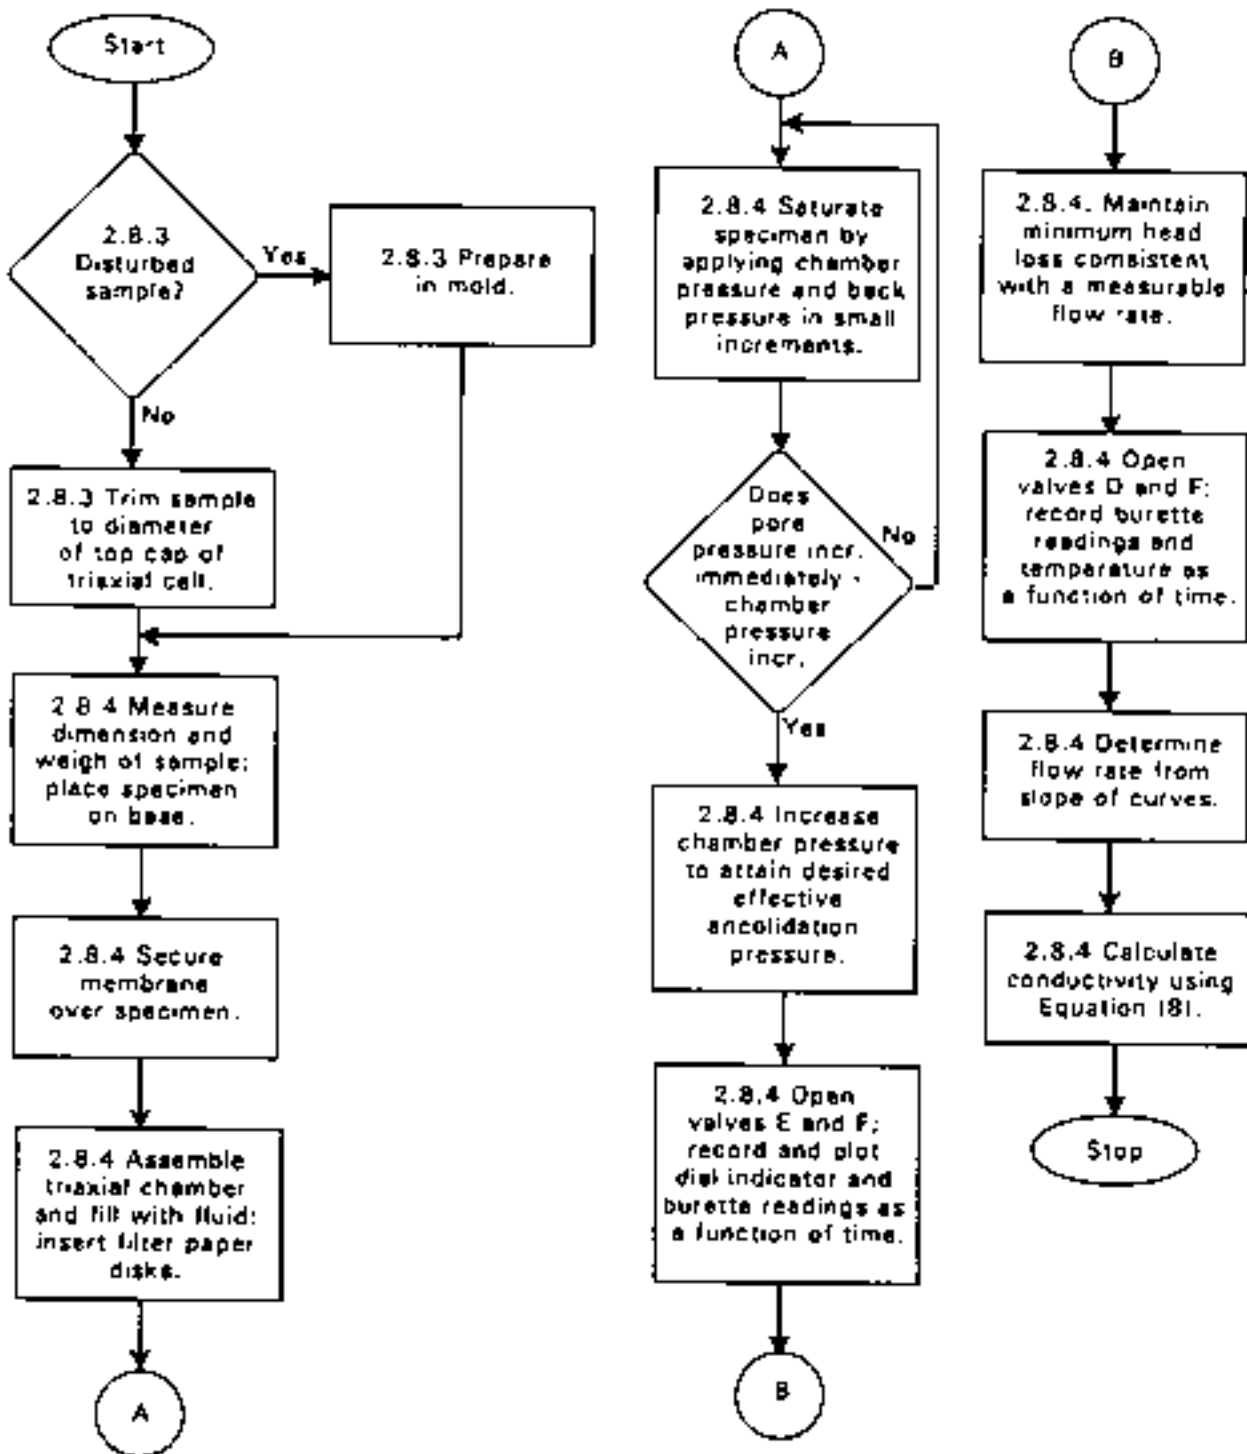 Start
2.8.3
Disturbed
sample?
Yes
2.8.3 Prepare
in mold.
No
2.8.3 Trim sample
to diameter
of top cap of
triaxial cell.
2.8.4 Measure
dimension and
weigh of sample;
place specimen
on base.
2.8.4 Secure
membrane
over specimen.
2.8.4 Assemble
triaxial chamber
and fill with fluid;
insert filter paper
disks.
A
A
2.8.4 Saturate
specimen by
applying chamber
pressure and back
pressure in small
increments.
Does
pore
pressure incr.
immediately -
chamber
pressure
incr.
No
Yes
2.8.4 Increase
chamber pressure
to attain desired
effective
ancolidation
pressure.
2.8.4 Open
valves E and F;
record and plot
dial indicator and
burette readings as
a function of time.
B
B
2.8.4. Maintain
minimum head
loss consistent
with a measurable
flow rate.
2.8.4 Open
valves D and F;
record burette
readings and
temperature as
a function of time.
2.8.4 Determine
flow rate from
slope of curves.
2.8.4 Calculate
conductivity using
Equation (8).
Stop